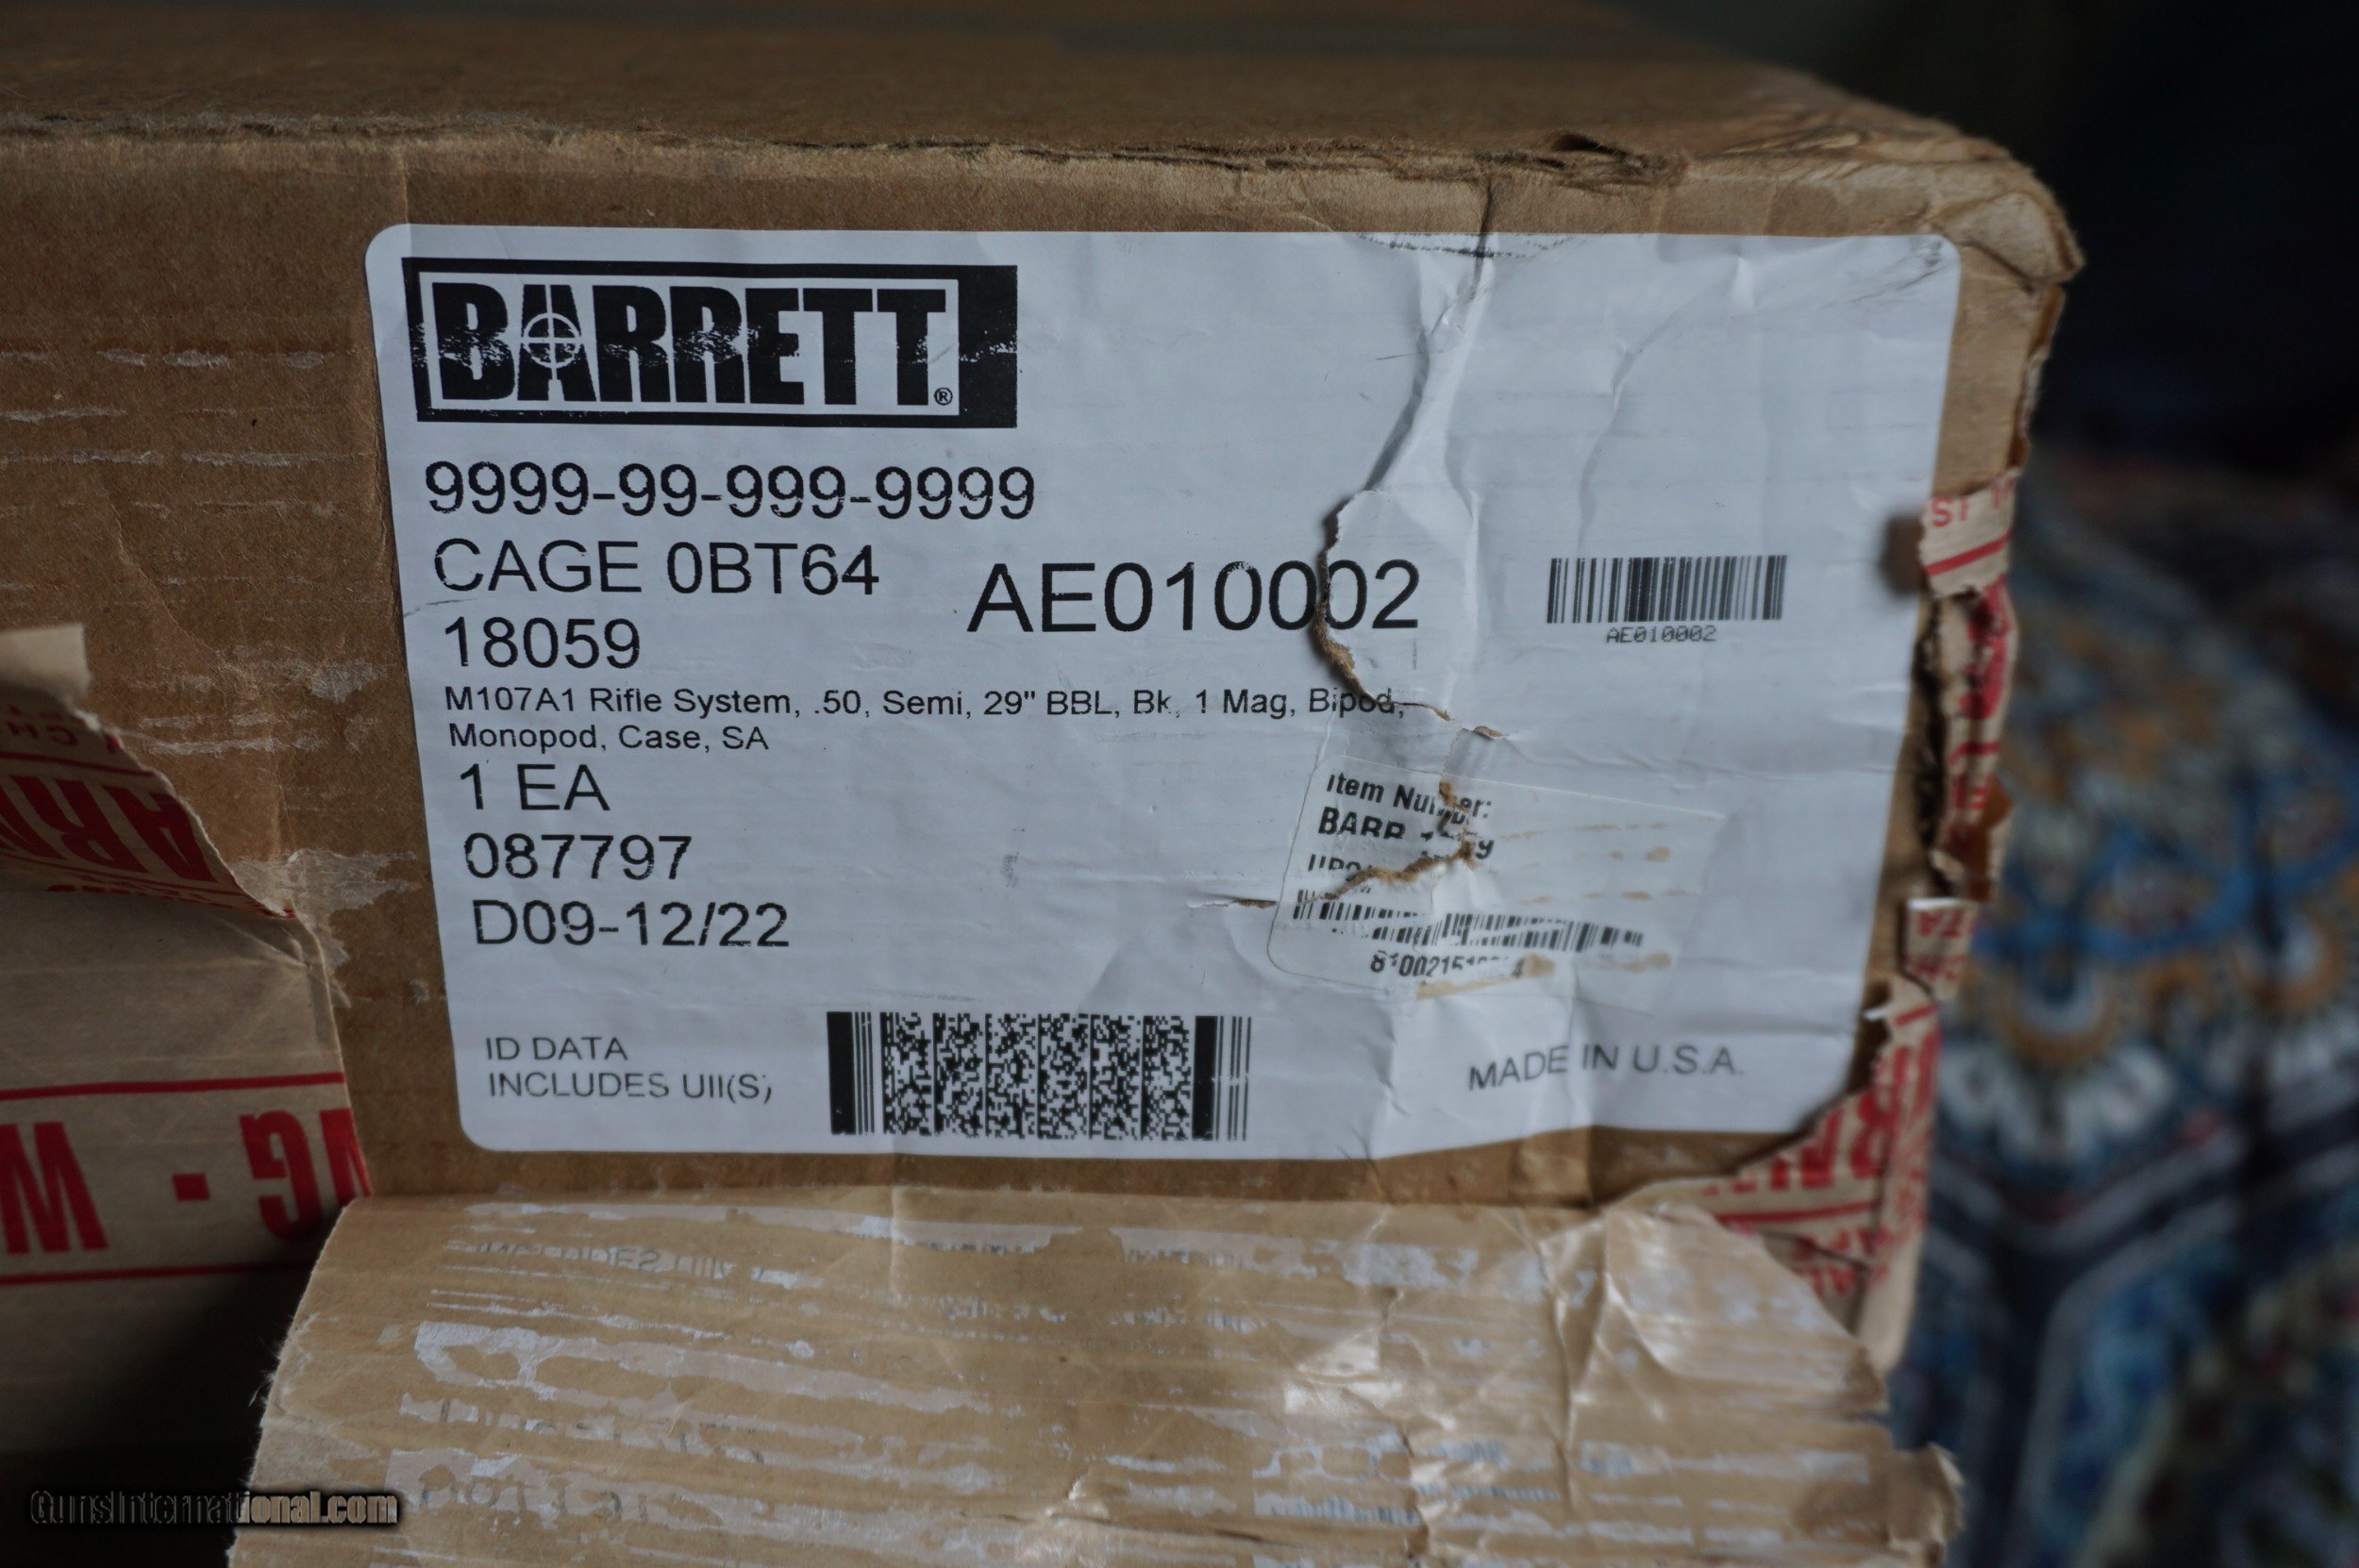 BARRETT®
9999-99-999-9999
CAGE 0BT64
18059
AE010002
AE010002
M107A1 Rifle System, .50, Semi, 29" BBL, Bk, 1 Mag, Bipod,
Monopod, Case, SA
1 EA
087797
D09-12/22
Item Number:
BARR
ID DATA
INCLUDES UII(S)
MADE IN U.S.A.
GunsInternational.com